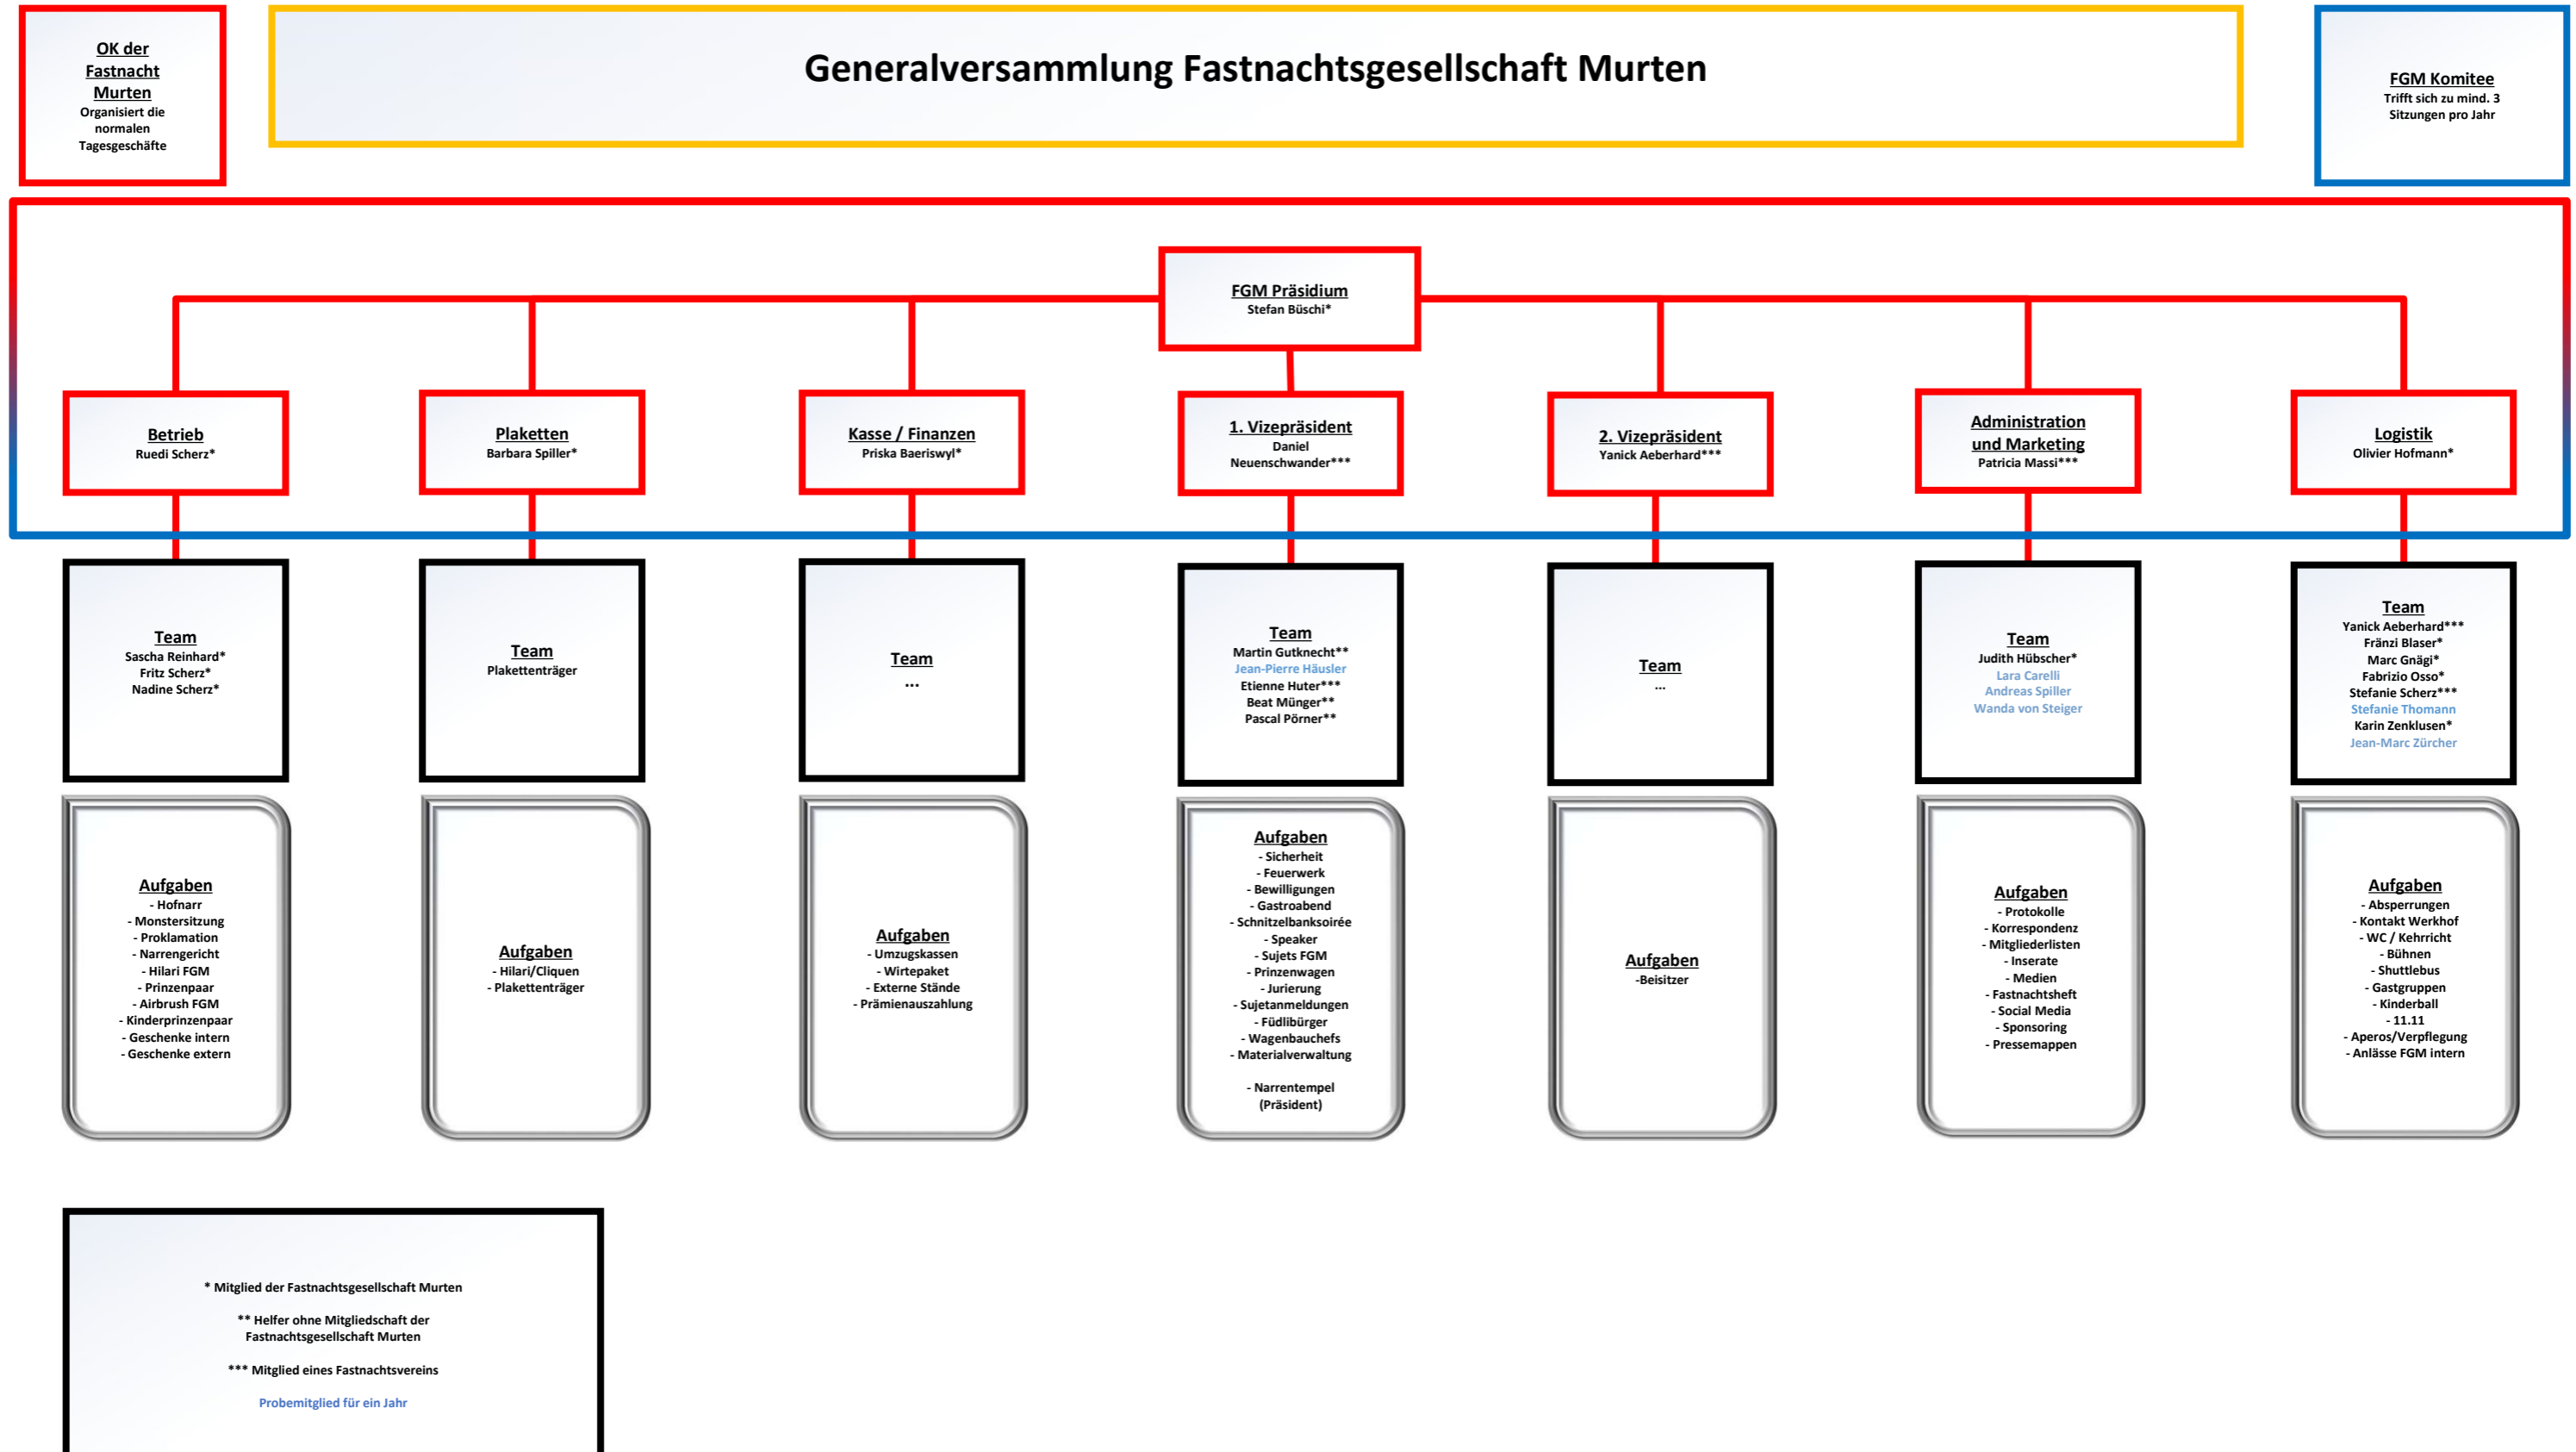 OK der
Fastnacht
Murten
Organisiert die
normalen
Tagesgeschäfte
Generalversammlung Fastnachtsgesellschaft Murten
FGM Komitee
Trifft sich zu mind. 3
Sitzungen pro Jahr
FGM Präsidium
Stefan Büschi*
Betrieb
Ruedi Scherz*
Plaketten
Barbara Spiller*
Kasse / Finanzen
Priska Baeriswyl*
1. Vizepräsident
Daniel
Neuenschwander***
2. Vizepräsident
Yanick Aeberhard***
Administration
und Marketing
Patricia Massi***
Logistik
Olivier Hofmann*
Team
Sascha Reinhard*
Fritz Scherz*
Nadine Scherz*
Team
Plakettenträger
Team
...
Team
Martin Gutknecht**
Jean-Pierre Häusler
Etienne Huter***
Beat Münger**
Pascal Pörner**
Team
...
Team
Judith Hübscher*
Lara Carelli
Andreas Spiller
Wanda von Steiger
Team
Yanick Aeberhard***
Fränzi Blaser*
Marc Gnägi*
Fabrizio Osso*
Stefanie Scherz***
Stefanie Thomann
Karin Zenklusen*
Jean-Marc Zürcher
Aufgaben
- Hofnarr
- Monstersitzung
- Proklamation
- Narrengericht
- Hilari FGM
- Prinzenpaar
- Airbrush FGM
- Kinderprinzenpaar
- Geschenke intern
- Geschenke extern
Aufgaben
- Hilari/Cliquen
- Plakettenträger
Aufgaben
- Umzugskassen
- Wirtepaket
- Externe Stände
- Prämienauszahlung
Aufgaben
- Sicherheit
- Feuerwerk
- Bewilligungen
- Gastroabend
- Schnitzelbanksoirée
- Speaker
- Sujets FGM
- Prinzenwagen
- Jurierung
- Sujetanmeldungen
- Füdlibürger
- Wagenbauchefs
- Materialverwaltung
- Narrentempel
(Präsident)
Aufgaben
-Beisitzer
Aufgaben
- Protokolle
- Korrespondenz
- Mitgliederlisten
- Inserate
- Medien
- Fastnachtsheft
- Social Media
- Sponsoring
- Pressemappen
Aufgaben
- Absperrungen
- Kontakt Werkhof
- WC / Kehrricht
- Bühnen
- Shuttlebus
- Gastgruppen
- Kinderball
- 11.11
- Aperos/Verpflegung
- Anlässe FGM intern
* Mitglied der Fastnachtsgesellschaft Murten
** Helfer ohne Mitgliedschaft der
Fastnachtsgesellschaft Murten
*** Mitglied eines Fastnachtsvereins
Probemitglied für ein Jahr